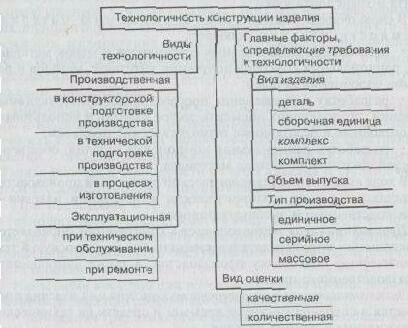 Технологичность конструкции изделия
Виды
технологичности
Производственная
в конструкторской
подготовке
производства
в технической
подготовке
производства
в процесах
изготовления
Эксплуатационная
при техническом
обслуживании
при ремонте
Главные факторы,
определяющие требования
к технологичности
Вид изделия
деталь
сборочная единица
комплекс
комплект
Объем выпуска
Тип производства
единичное
серийное
массовое
Вид оценки
качественная
количественная